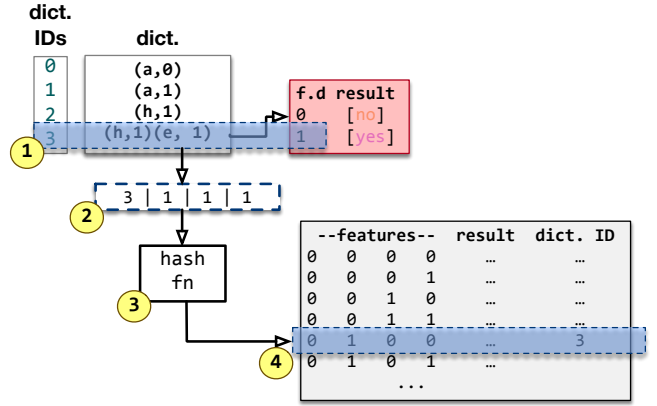 dict.
IDs
dict.
0
1
2
3
(a,0)
(a,1)
(h,1)
(h,1)(e, 1)
f.d result
0 [no]
1 [yes]
1
3 | 1 | 1 | 1
2
hash
fn
3
--features-- result dict. ID
0 0 0 0 … …
0 0 0 1 … …
0 0 1 0 … …
0 0 1 1 … …
0 1 0 0 … 3
0 1 0 1 …
...
4